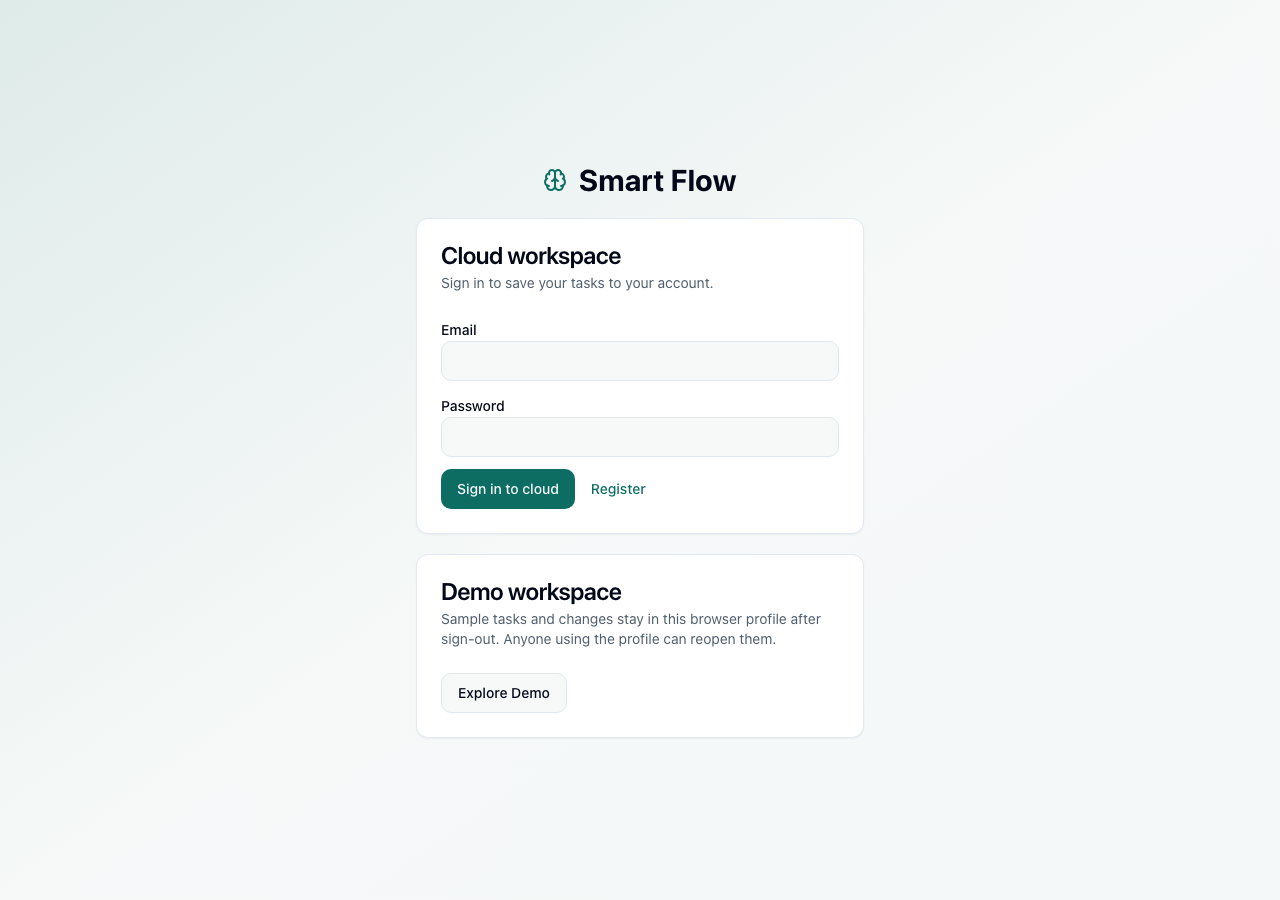 Smart Flow
Cloud workspace
Sign in to save your tasks to your account.
Email
Password
Sign in to cloud
Register
Demo workspace
Sample tasks and changes stay in this browser profile after
sign-out. Anyone using the profile can reopen them.
Explore Demo